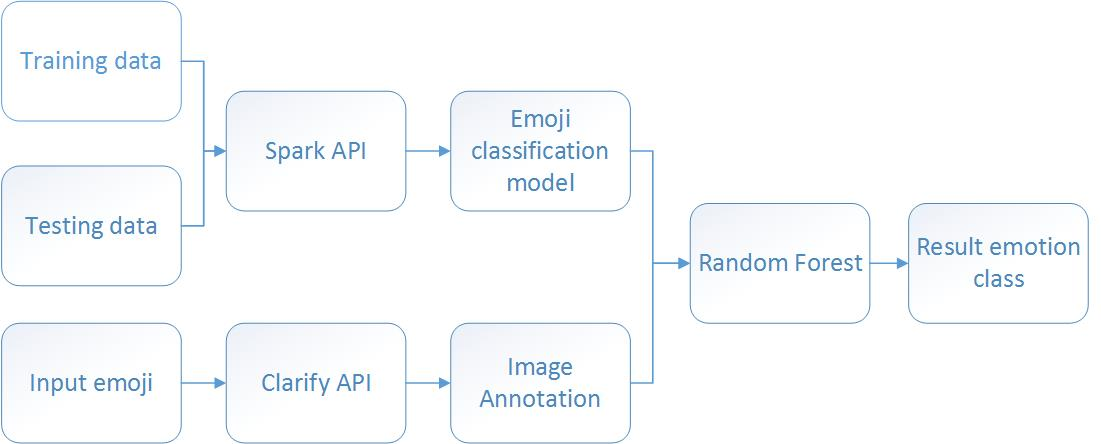 Training data
Testing data
Spark API
Emoji
classification
model
Input emoji
Clarify API
Image
Annotation
Random Forest
Result emotion
class